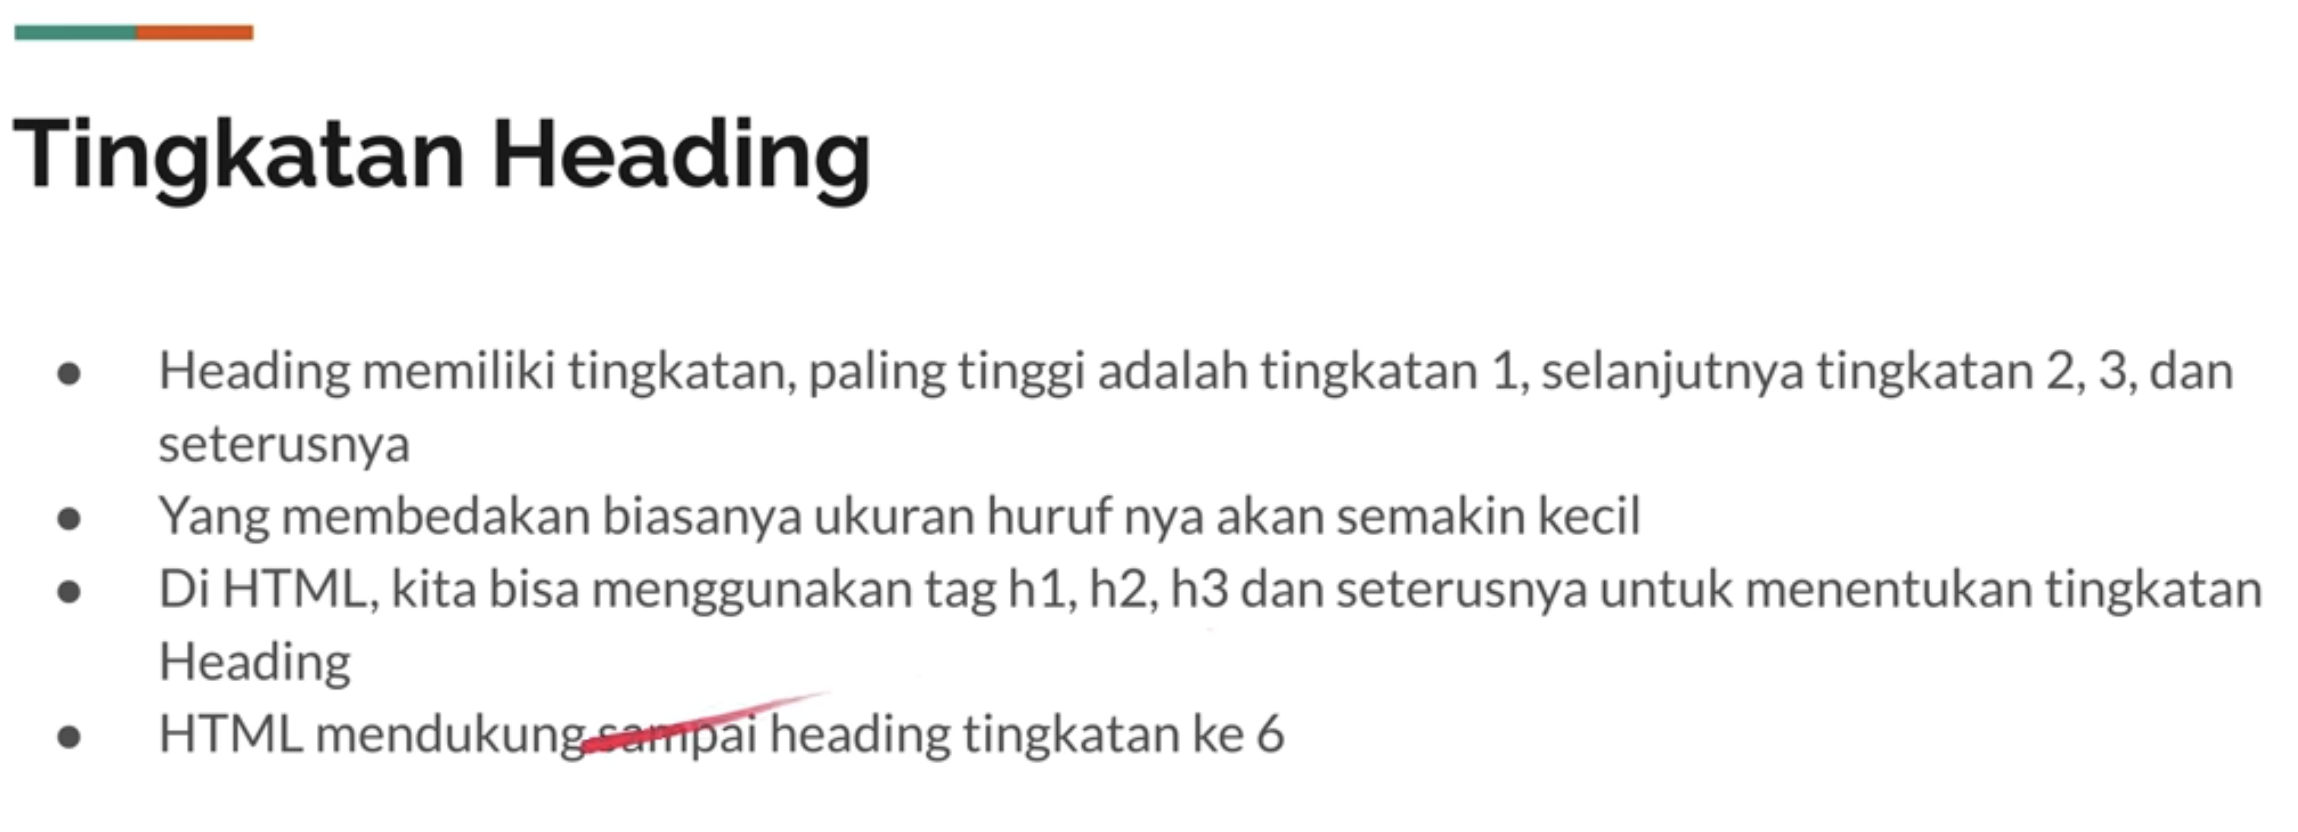 Tingkatan Heading
● Heading memiliki tingkatan, paling tinggi adalah tingkatan 1, selanjutnya tingkatan 2, 3, dan
seterusnya
● Yang membedakan biasanya ukuran huruf nya akan semakin kecil
● Di HTML, kita bisa menggunakan tag h1, h2, h3 dan seterusnya untuk menentukan tingkatan
Heading
● HTML mendukung sampai heading tingkatan ke 6